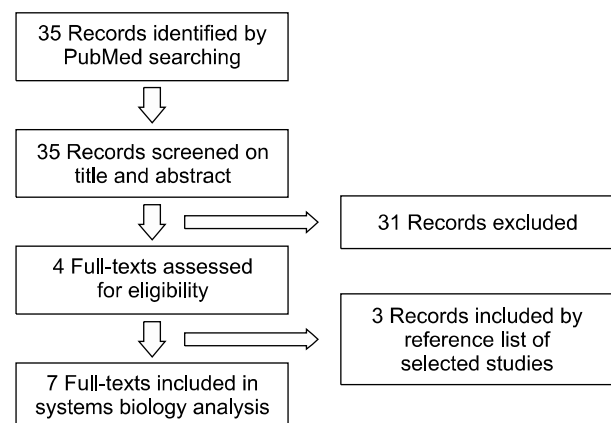 35 Records identified by
PubMed searching
35 Records screened on
title and abstract
31 Records excluded
4 Full-texts assessed
for eligibility
3 Records included by
reference list of
selected studies
7 Full-texts included in
systems biology analysis